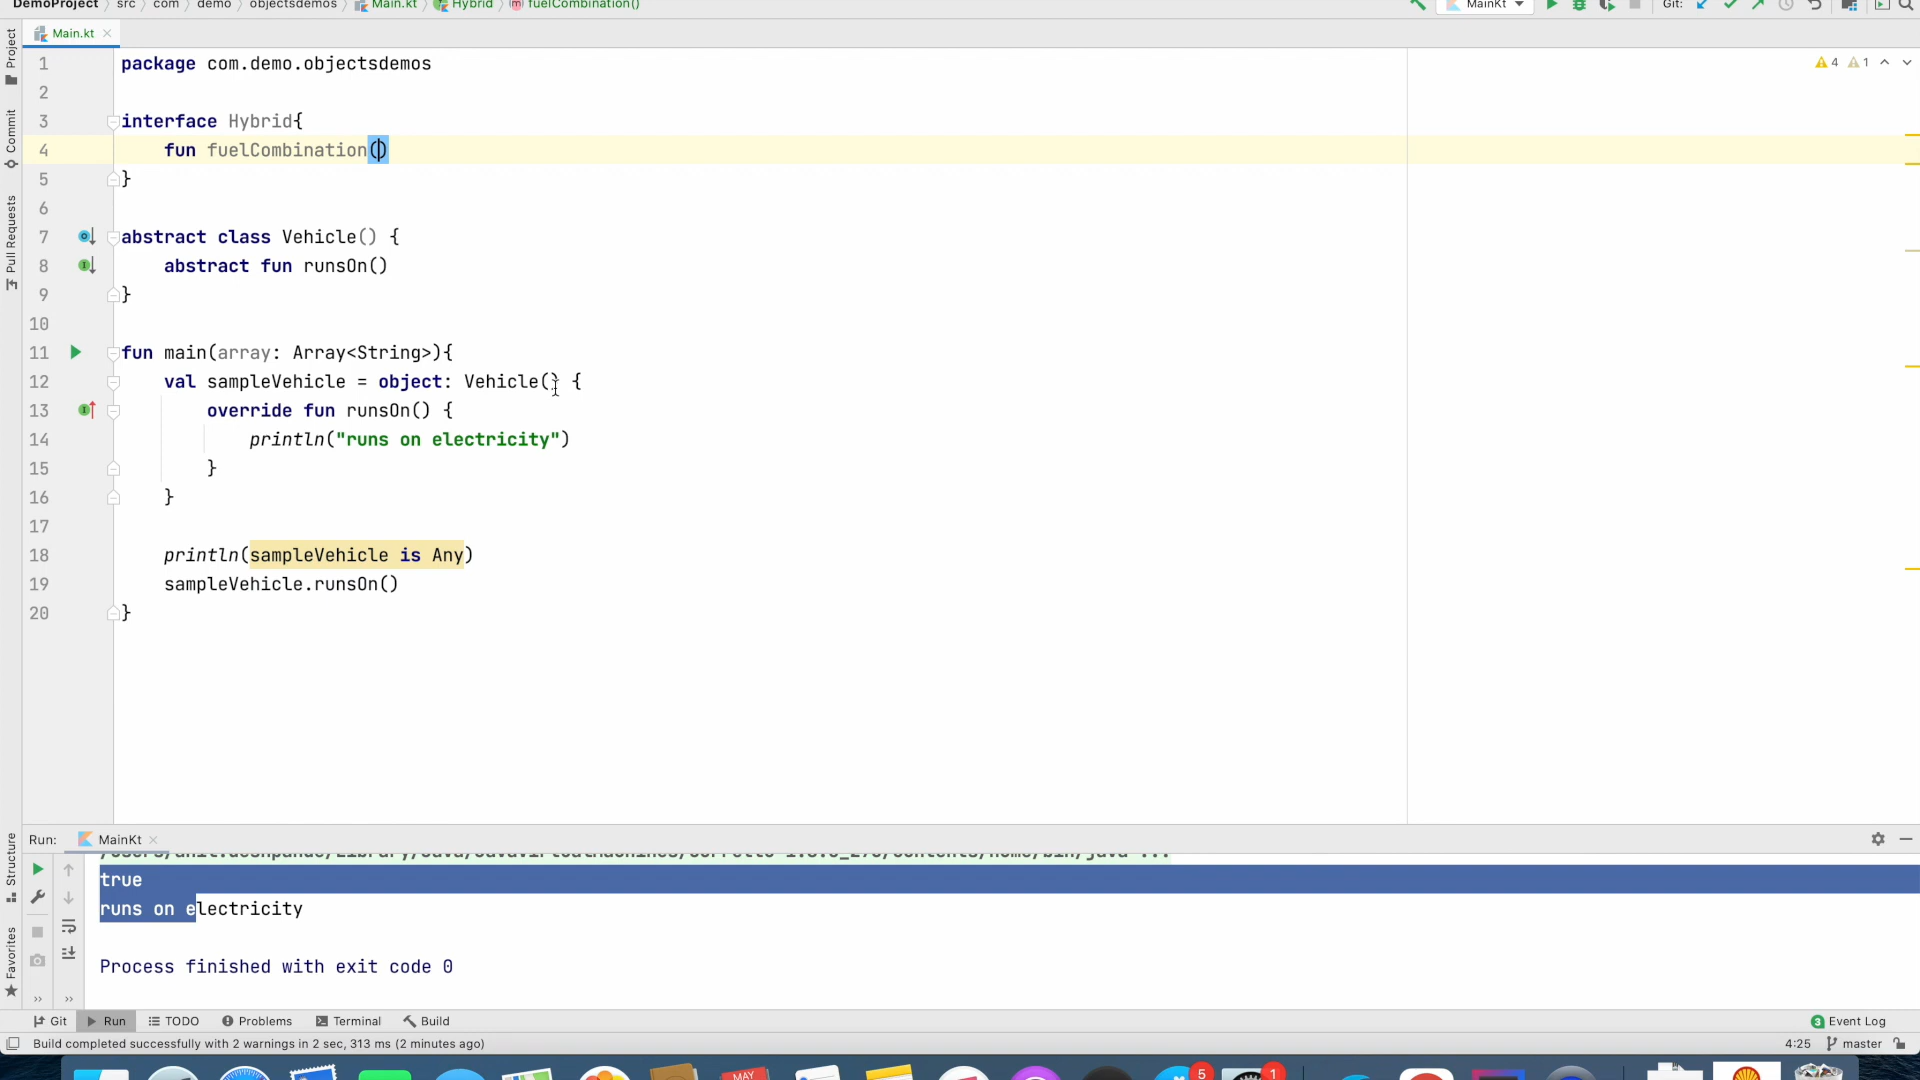 DemoProject src com demo objectsdemos Main.kt Hybrid fuelCombination() MainKt Git:
Main.kt
Project
Commit
Pull Requests
Structure
Favorites
4 1
1 package com.demo.objectsdemos
2
3 interface Hybrid{
4 fun fuelCombination()
5 }
6
7 abstract class Vehicle() {
8 abstract fun runsOn()
9 }
10
11 fun main(array: Array<String>){
12 val sampleVehicle = object: Vehicle() {
13 override fun runsOn() {
14 println("runs on electricity")
15 }
16 }
17
18 println(sampleVehicle is Any)
19 sampleVehicle.runsOn()
20 }
Run: MainKt
true
runs on electricity
Process finished with exit code 0
Git Run TODO Problems Terminal Build 3 Event Log
Build completed successfully with 2 warnings in 2 sec, 313 ms (2 minutes ago) 4:25 master
MAY 5 1